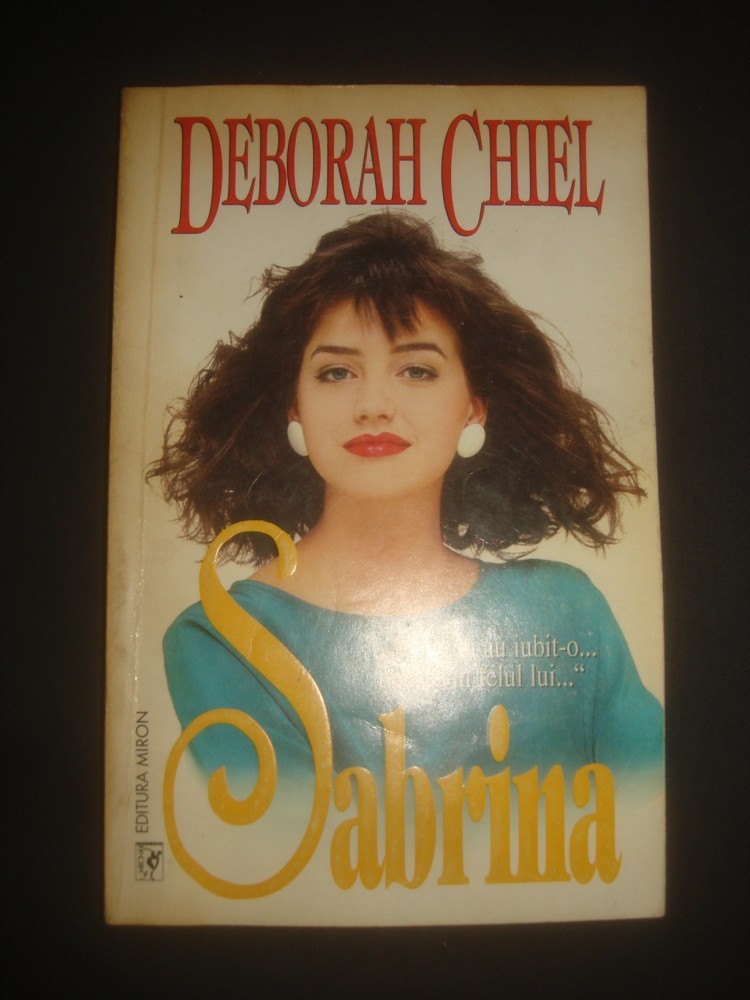 DEBORAH CHIEL
au iubit-o...
felul lui..."
Sabrina
EDITURA MIRON